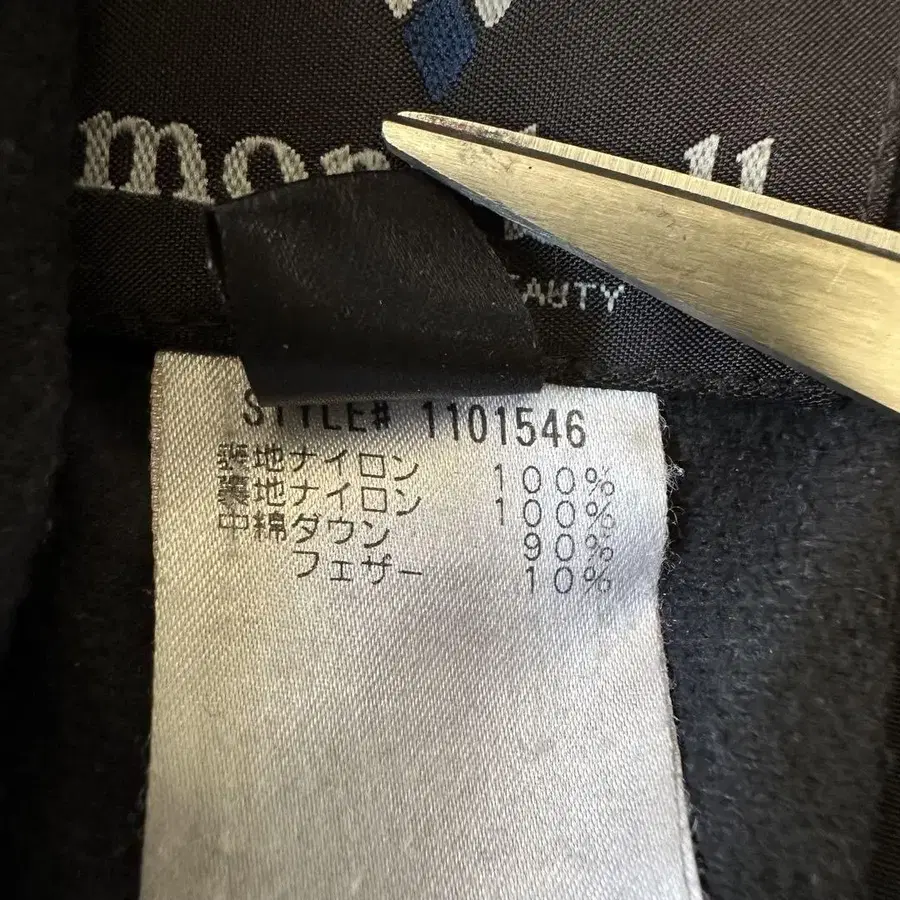 AUTY
STYLE# 1101546
表地ナイロン 100%
裏地ナイロン 100%
中綿ダウン 90%
フェザー 10%